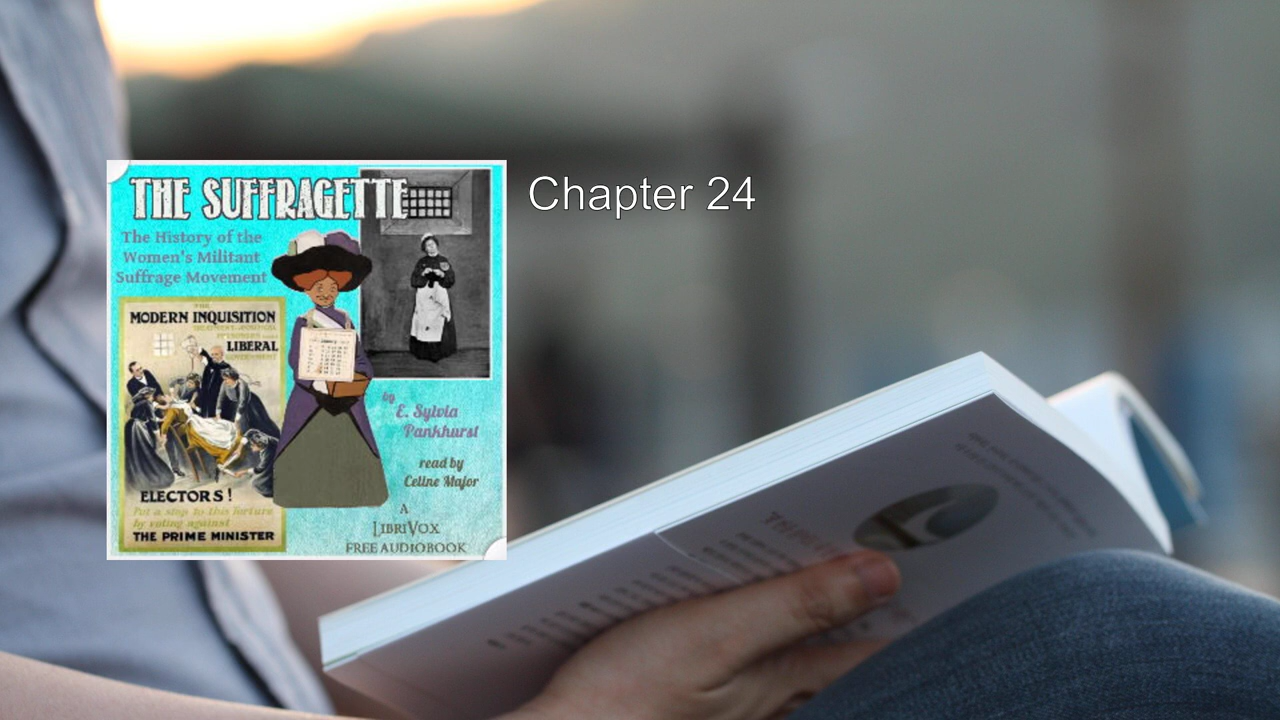 THE SUFFRAGETTE
The History of the
Women's Militant
Suffrage Movement
THE
MODERN INQUISITION
LIBERAL
ELECTORS!
Put a stop to this torture
by voting against
THE PRIME MINISTER
by
E. Sylvia
Pankhurst
read by
Celine Major
A
LIBRIVOX
FREE AUDIOBOOK
Chapter 24